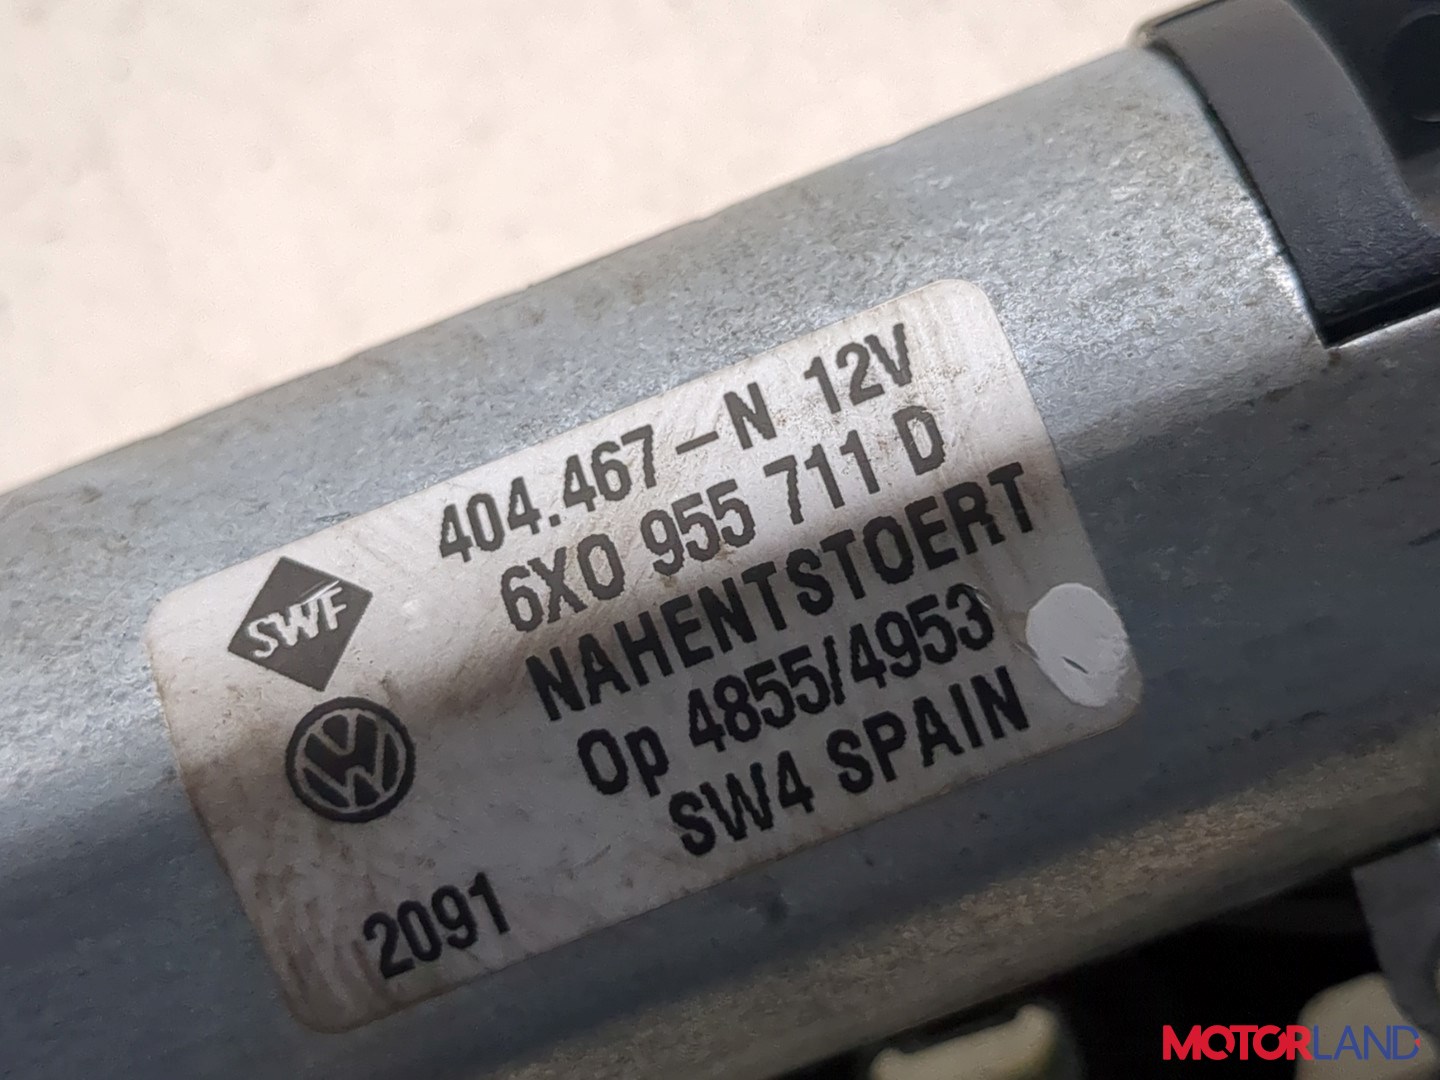 404.467-N 12V
6X0 955 711 D
NAHENTSTOERT
Op 4855/4953
SW4 SPAIN
SWF
2091
MOTORLAND